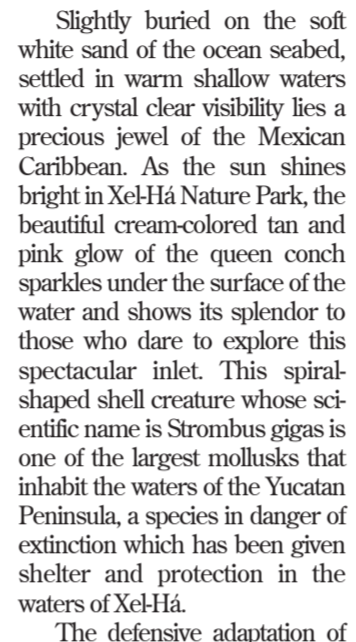 Slightly buried on the soft
white sand of the ocean seabed,
settled in warm shallow waters
with crystal clear visibility lies a
precious jewel of the Mexican
Caribbean. As the sun shines
bright in Xel-Há Nature Park, the
beautiful cream-colored tan and
pink glow of the queen conch
sparkles under the surface of the
water and shows its splendor to
those who dare to explore this
spectacular inlet. This spiral-
shaped shell creature whose sci-
entific name is Strombus gigas is
one of the largest mollusks that
inhabit the waters of the Yucatan
Peninsula, a species in danger of
extinction which has been given
shelter and protection in the
waters of Xel-Há.
The defensive adaptation of